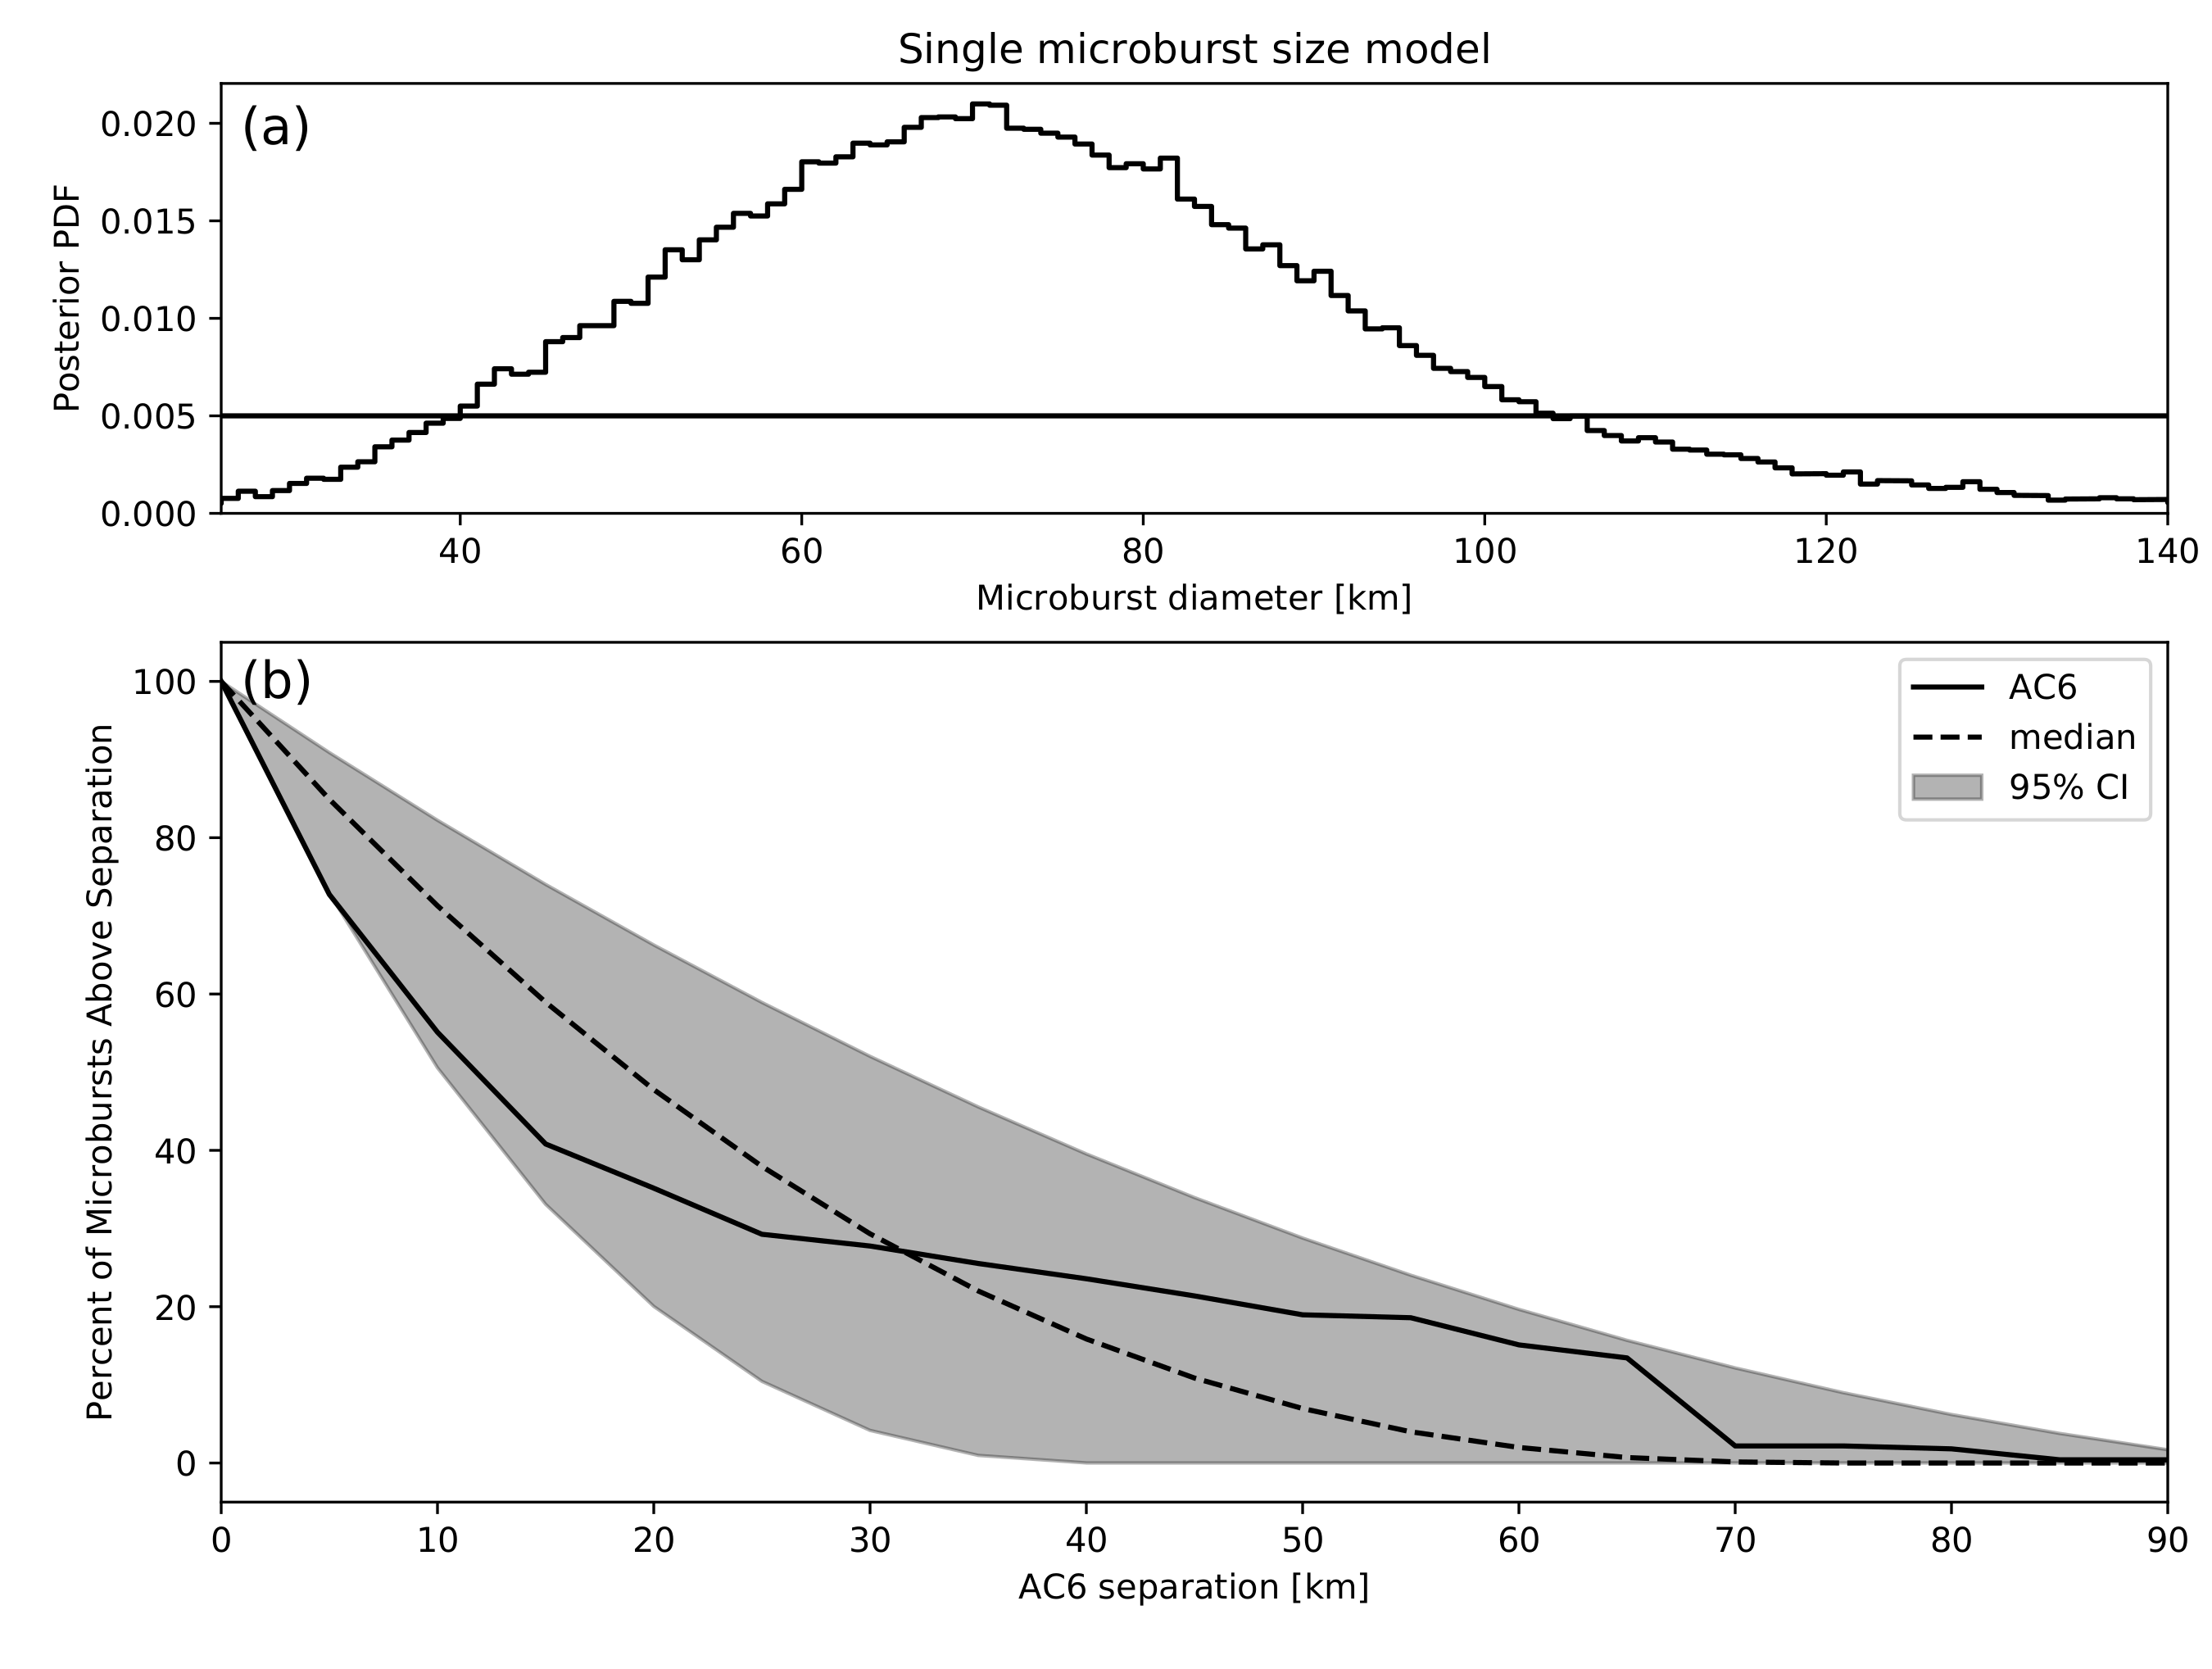 Single microburst size model
(a)
Posterior PDF
0.020
0.015
0.010
0.005
0.000
40 60 80 100 120 140
Microburst diameter [km]
(b)
Percent of Microbursts Above Separation
100
80
60
40
20
0
AC6
median
95% CI
0 10 20 30 40 50 60 70 80 90
AC6 separation [km]